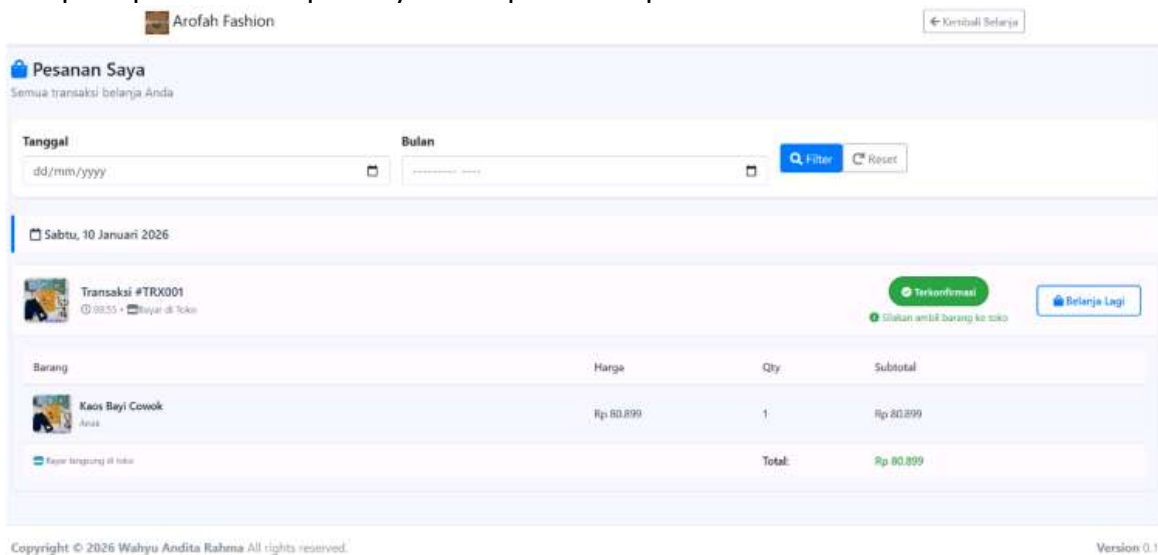 Arofah Fashion
Kembali Belanja
Pesanan Saya
Semua transaksi belanja Anda
Tanggal Bulan
dd/mm/yyyy --------- ----
Filter Reset
Sabtu, 10 Januari 2026
Transaksi #TRX001
Bayar di Toko
Terkonfirmasi
Silakan ambil barang ke toko
Belanja Lagi
Barang Harga Qty Subtotal
Kaos Bayi Cowok
Anak
Rp 80.899 1 Rp 80.899
Bayar langsung di toko
Total: Rp 80.899
Copyright © 2026 Wahyu Andita Rahma All rights reserved.
Version 0.1